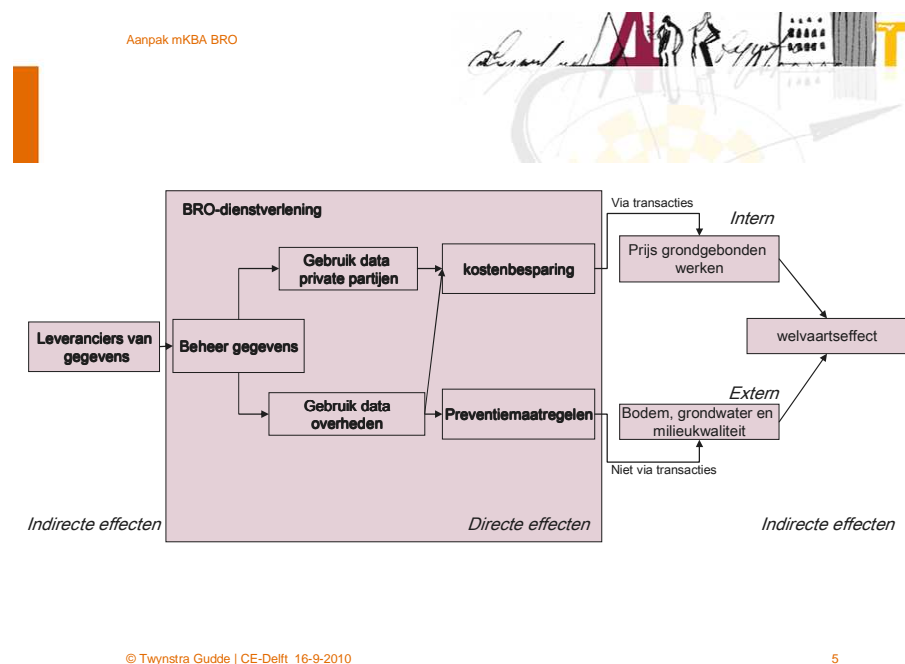 Aanpak mKBA BRO
BRO-dienstverlening
Via transacties
Intern
Gebruik data
private partijen
kostenbesparing
Prijs grondgebonden
werken
Leveranciers van
gegevens
Beheer gegevens
welvaartseffect
Gebruik data
overheden
Preventiemaatregelen
Extern
Bodem, grondwater en
milieukwaliteit
Niet via transacties
Indirecte effecten
Directe effecten
Indirecte effecten
© Twynstra Gudde | CE-Delft 16-9-2010
5